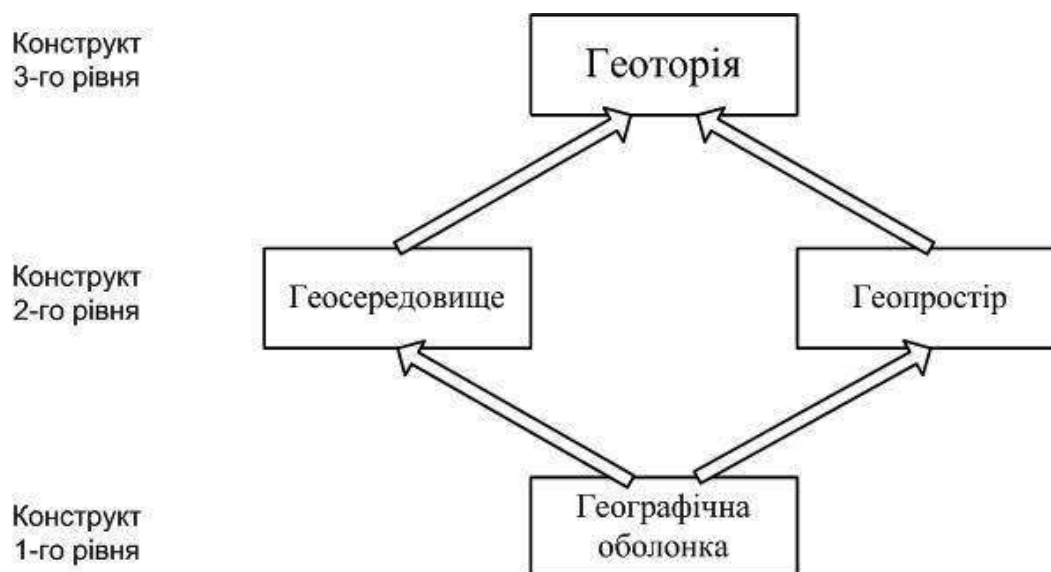 Конструкт
3-го рівня
Геоторія
Конструкт
2-го рівня
Геосередовище
Геопростір
Конструкт
1-го рівня
Географічна
оболонка